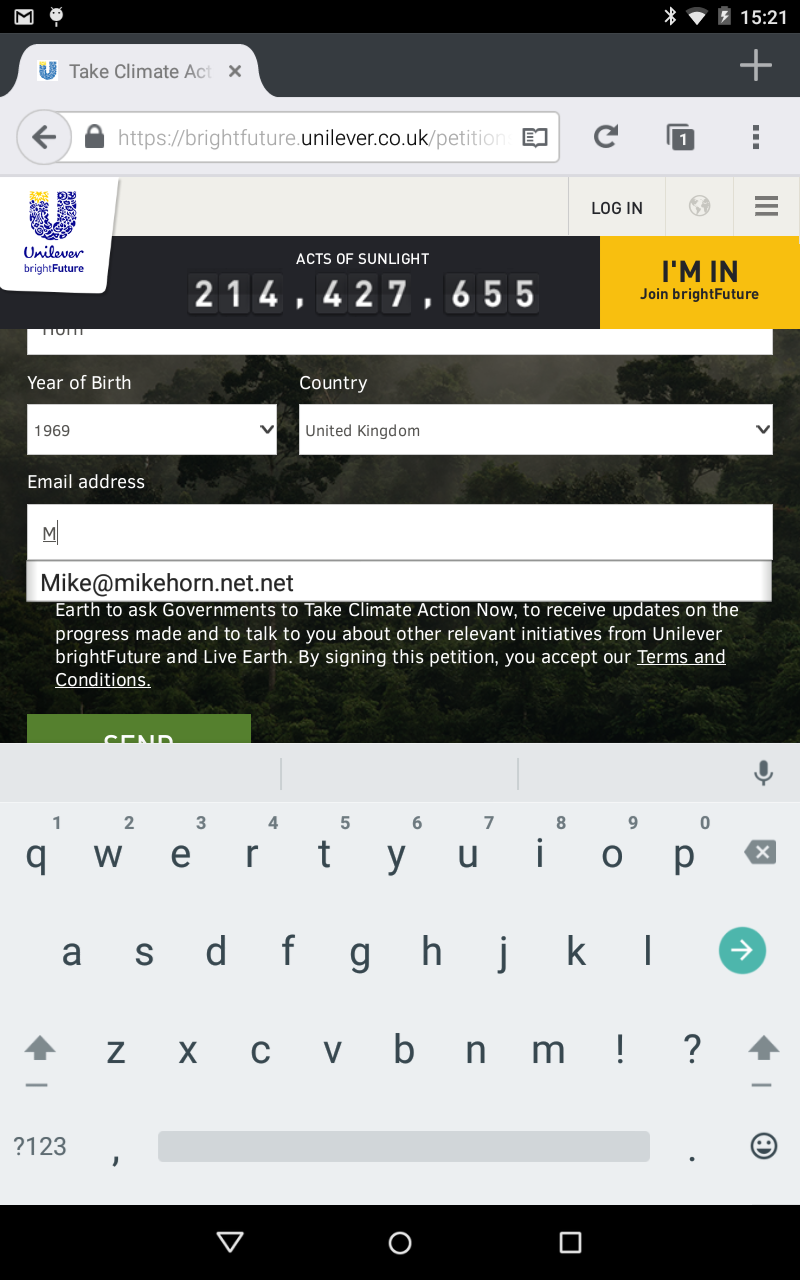 15:21
Take Climate Act
https://brightfuture.unilever.co.uk/petition
1
LOG IN
Unilever
brightFuture
ACTS OF SUNLIGHT
214,427,655
I'M IN
Join brightFuture
Horn
Year of Birth
Country
1969
United Kingdom
Email address
M
Mike@mikehorn.net.net
Earth to ask Governments to Take Climate Action Now, to receive updates on the
progress made and to talk to you about other relevant initiatives from Unilever
brightFuture and Live Earth. By signing this petition, you accept our Terms and
Conditions.
SEND
1 2 3 4 5 6 7 8 9 0
q w e r t y u i o p
a s d f g h j k l
z x c v b n m ! ?
?123 , .